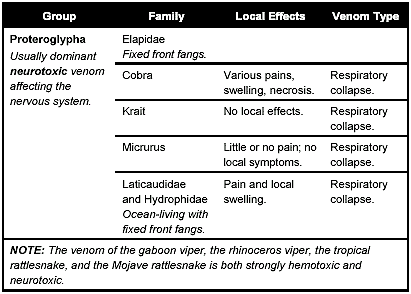 Group Family Local Effects Venom Type
Proteroglypha Elapidae
Usually dominant Fixed front fangs.
neurotoxic venom
affecting the
nervous system.
Cobra Various pains, Respiratory
swelling, necrosis. collapse.
Krait No local effects. Respiratory
collapse.
Micrurus Little or no pain; no Respiratory
local symptoms. collapse.
Laticaudidae Pain and local Respiratory
and Hydrophidae swelling. collapse.
Ocean-living with
fixed front fangs.
NOTE: The venom of the gaboon viper, the rhinoceros viper, the tropical
rattlesnake, and the Mojave rattlesnake is both strongly hemotoxic and
neurotoxic.